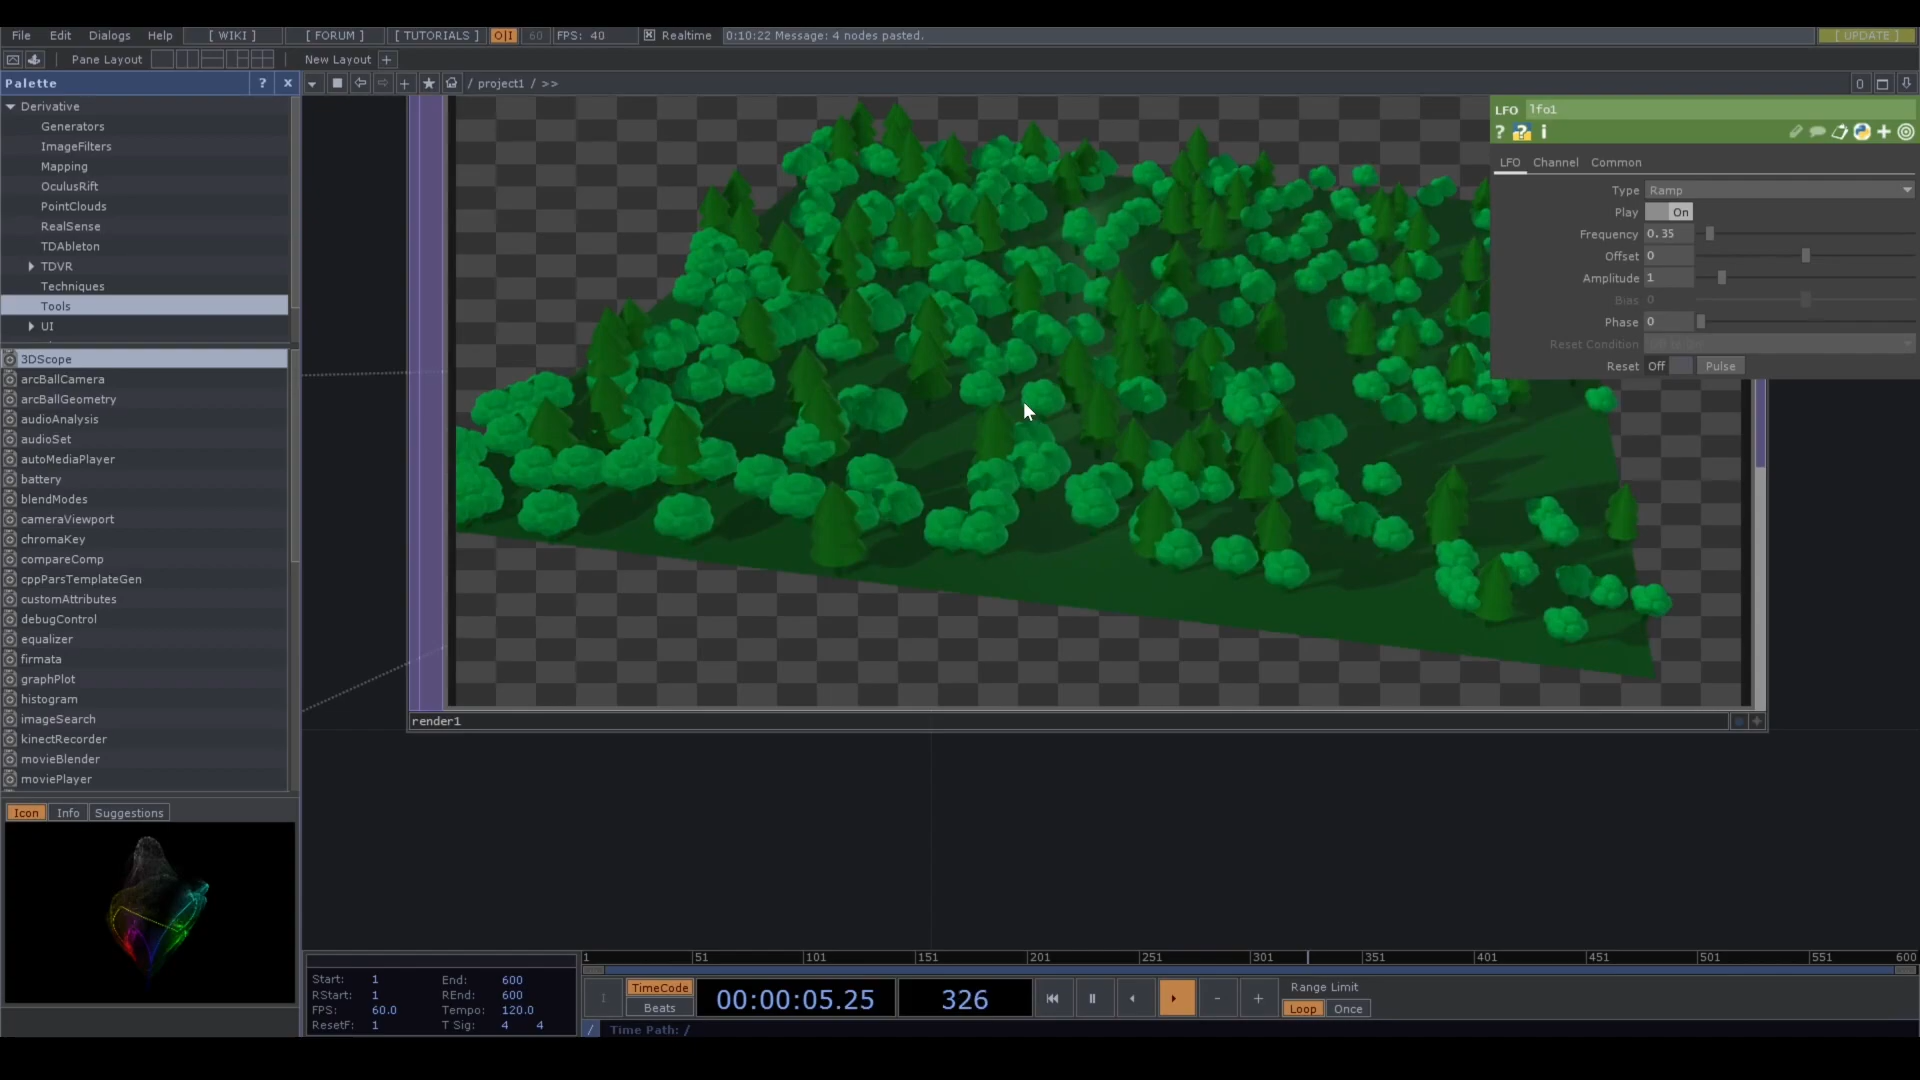 File Edit Dialogs Help [ WIKI ] [ FORUM ] [ TUTORIALS ] O|I 60 FPS: 40 Realtime 0:10:22 Message: 4 nodes pasted. [ UPDATE ]
Pane Layout New Layout +
Palette ? x / project1 / >> 0
Derivative
Generators
ImageFilters
Mapping
OculusRift
PointClouds
RealSense
TDAbleton
TDVR
Techniques
Tools
UI
3DScope
arcBallCamera
arcBallGeometry
audioAnalysis
audioSet
autoMediaPlayer
battery
blendModes
cameraViewport
chromaKey
compareComp
cppParsTemplateGen
customAttributes
debugControl
equalizer
firmata
graphPlot
histogram
imageSearch
kinectRecorder
movieBlender
moviePlayer
Icon Info Suggestions
LFO lfo1
? ? i
LFO Channel Common
Type Ramp
Play On
Frequency 0.35
Offset 0
Amplitude 1
Bias 0
Phase 0
Reset Condition
Reset Off Pulse
render1
1 51 101 151 201 251 301 351 401 451 501 551 600
Start: 1 End: 600
RStart: 1 REnd: 600
FPS: 60.0 Tempo: 120.0
ResetF: 1 T Sig: 4 4
TimeCode
Beats
00:00:05.25 326
- +
Range Limit
Loop Once
/ Time Path: /